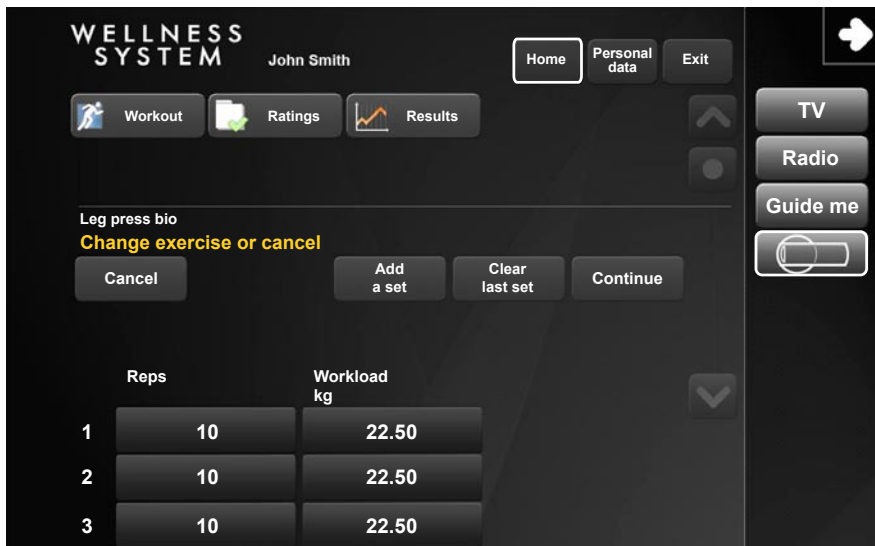 WELLNESS
SYSTEM
John Smith
Home
Personal
data
Exit
Workout
Ratings
Results
TV
Radio
Guide me
Leg press bio
Change exercise or cancel
Cancel
Add
a set
Clear
last set
Continue
Reps
Workload
kg
1 10 22.50
2 10 22.50
3 10 22.50